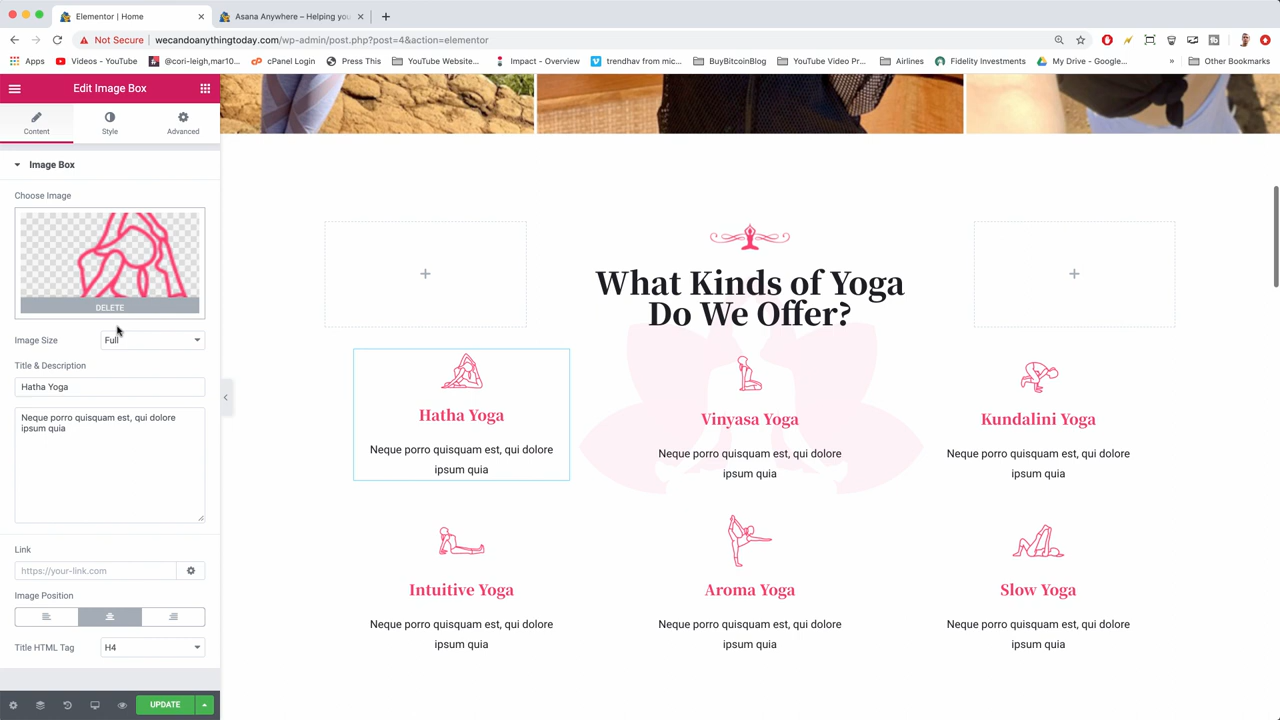 Elementor | Home
Asana Anywhere – Helping you
Not Secure | wecandoanythingtoday.com/wp-admin/post.php?post=4&action=elementor
Apps
Videos - YouTube
@cori-leigh,mar10...
cPanel Login
Press This
YouTube Website...
Impact - Overview
trendhav from mic...
BuyBitcoinBlog
YouTube Video Pr...
Airlines
Fidelity Investments
My Drive - Google...
»
Other Bookmarks
Edit Image Box
Content
Style
Advanced
Image Box
Choose Image
DELETE
Image Size
Full
Title & Description
Hatha Yoga
Neque porro quisquam est, qui dolore
ipsum quia
Link
https://your-link.com
Image Position
Title HTML Tag
H4
UPDATE
What Kinds of Yoga
Do We Offer?
Hatha Yoga
Neque porro quisquam est, qui dolore
ipsum quia
Vinyasa Yoga
Neque porro quisquam est, qui dolore
ipsum quia
Kundalini Yoga
Neque porro quisquam est, qui dolore
ipsum quia
Intuitive Yoga
Neque porro quisquam est, qui dolore
ipsum quia
Aroma Yoga
Neque porro quisquam est, qui dolore
ipsum quia
Slow Yoga
Neque porro quisquam est, qui dolore
ipsum quia